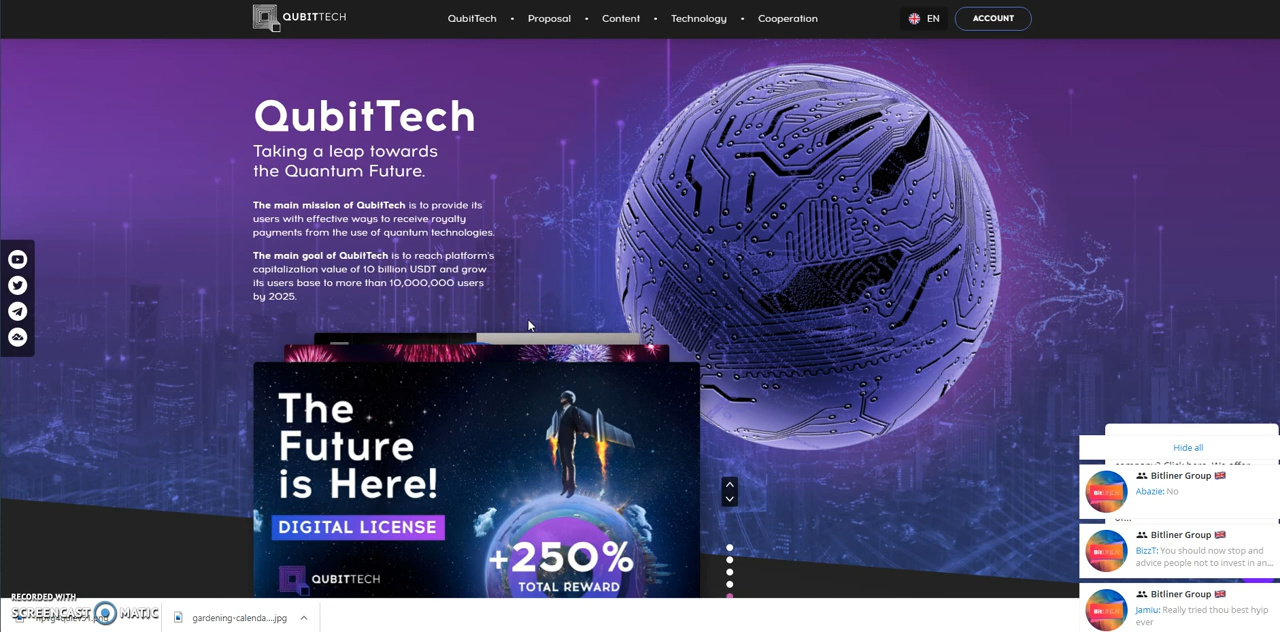 QUBITTECH
QubitTech • Proposal • Content • Technology • Cooperation
EN
ACCOUNT
QubitTech
Taking a leap towards
the Quantum Future.
The main mission of QubitTech is to provide its
users with effective ways to receive royalty
payments from the use of quantum technologies.
The main goal of QubitTech is to reach platform's
capitalization value of 10 billion USDT and grow
its users base to more than 10,000,000 users
by 2025.
The
Future
is Here!
DIGITAL LICENSE
+250%
TOTAL REWARD
QUBITTECH
Hide all
Bitliner Group
Abazie: No
Bitliner Group
BizzT: You should now stop and
advice people not to invest in an...
Bitliner Group
Jamiu: Really tried thou best hyip
ever
RECORDED WITH
SCREENCAST MATIC
gardening-calenda....jpg